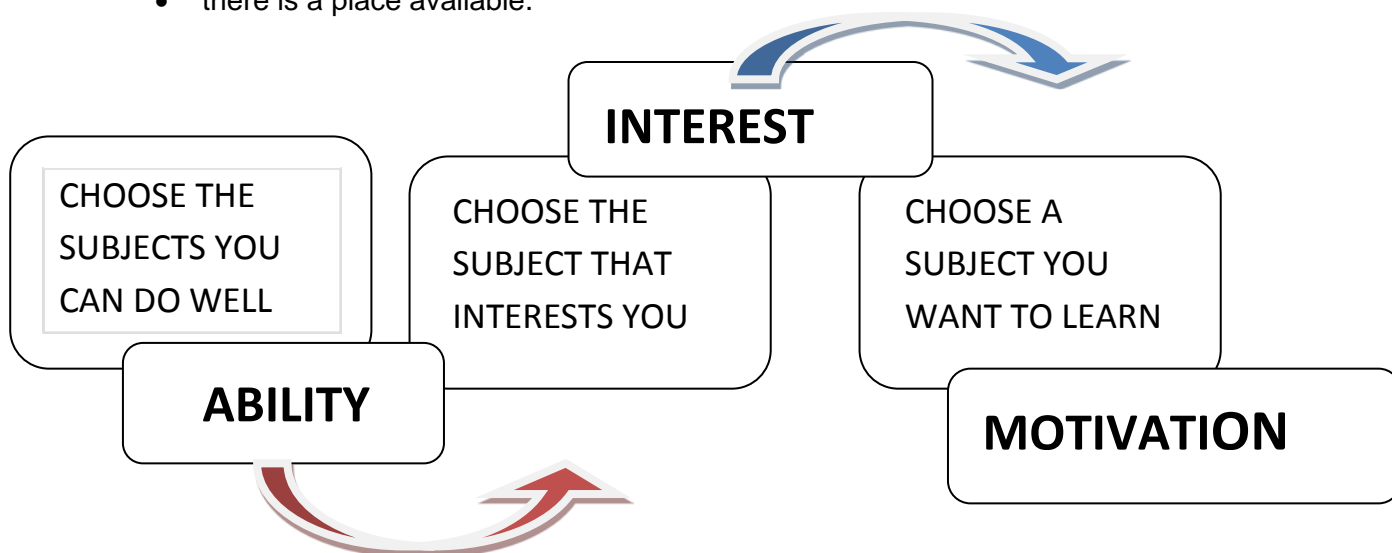 • there is a place available.
INTEREST
CHOOSE THE
SUBJECTS YOU
CAN DO WELL
ABILITY
CHOOSE THE
SUBJECT THAT
INTERESTS YOU
CHOOSE A
SUBJECT YOU
WANT TO LEARN
MOTIVATION